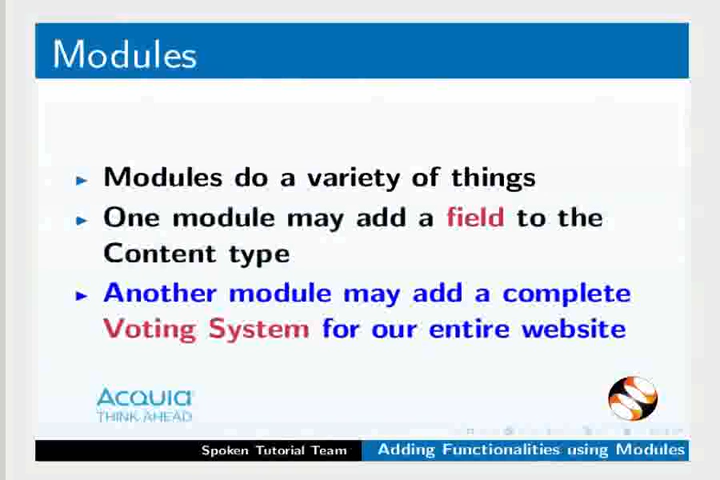 Modules
Modules do a variety of things
One module may add a field to the
Content type
Another module may add a complete
Voting System for our entire website
ACQUIA
THINK AHEAD
Spoken Tutorial Team
Adding Functionalities using Modules